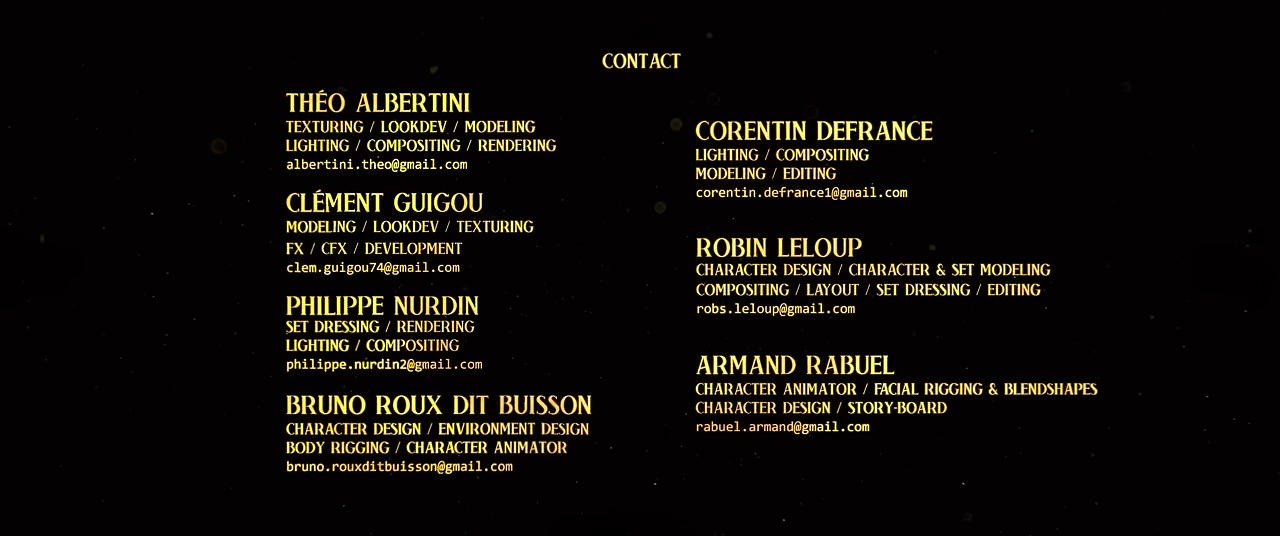 CONTACT
THÉO ALBERTINI
TEXTURING / LOOKDEV / MODELING
LIGHTING / COMPOSITING / RENDERING
albertini.theo@gmail.com
CLÉMENT GUIGOU
MODELING / LOOKDEV / TEXTURING
FX / CFX / DEVELOPMENT
clem.guigou74@gmail.com
PHILIPPE NURDIN
SET DRESSING / RENDERING
LIGHTING / COMPOSITING
philippe.nurdin2@gmail.com
BRUNO ROUX DIT BUISSON
CHARACTER DESIGN / ENVIRONMENT DESIGN
BODY RIGGING / CHARACTER ANIMATOR
bruno.rouxditbuisson@gmail.com
CORENTIN DEFRANCE
LIGHTING / COMPOSITING
MODELING / EDITING
corentin.defrance1@gmail.com
ROBIN LELOUP
CHARACTER DESIGN / CHARACTER & SET MODELING
COMPOSITING / LAYOUT / SET DRESSING / EDITING
robs.leloup@gmail.com
ARMAND RABUEL
CHARACTER ANIMATOR / FACIAL RIGGING & BLENDSHAPES
CHARACTER DESIGN / STORY-BOARD
rabuel.armand@gmail.com